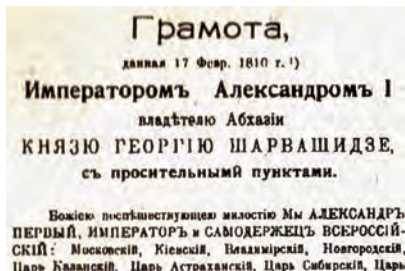 Грамота,
данная 17 Февр. 1810 г. ¹)
Императоромъ Александромъ I
владѣтелю Абхазіи
КНЯЗЮ ГЕОРГІЮ ШАРВАШИДЗЕ,
съ просительнымй пунктами.
Божіею поспѣшествующею милостію Мы АЛЕКСАНДРЪ
ПЕРВЫЙ, ИМПЕРАТОРЪ и САМОДЕРЖЕЦЪ ВСЕРОССІЙ-
СКІЙ: Московскій, Кіевскій, Владимірскій, Новгородскій,
Царь Казанскій, Царь Астраханскій, Царь Сибирскій, Царь